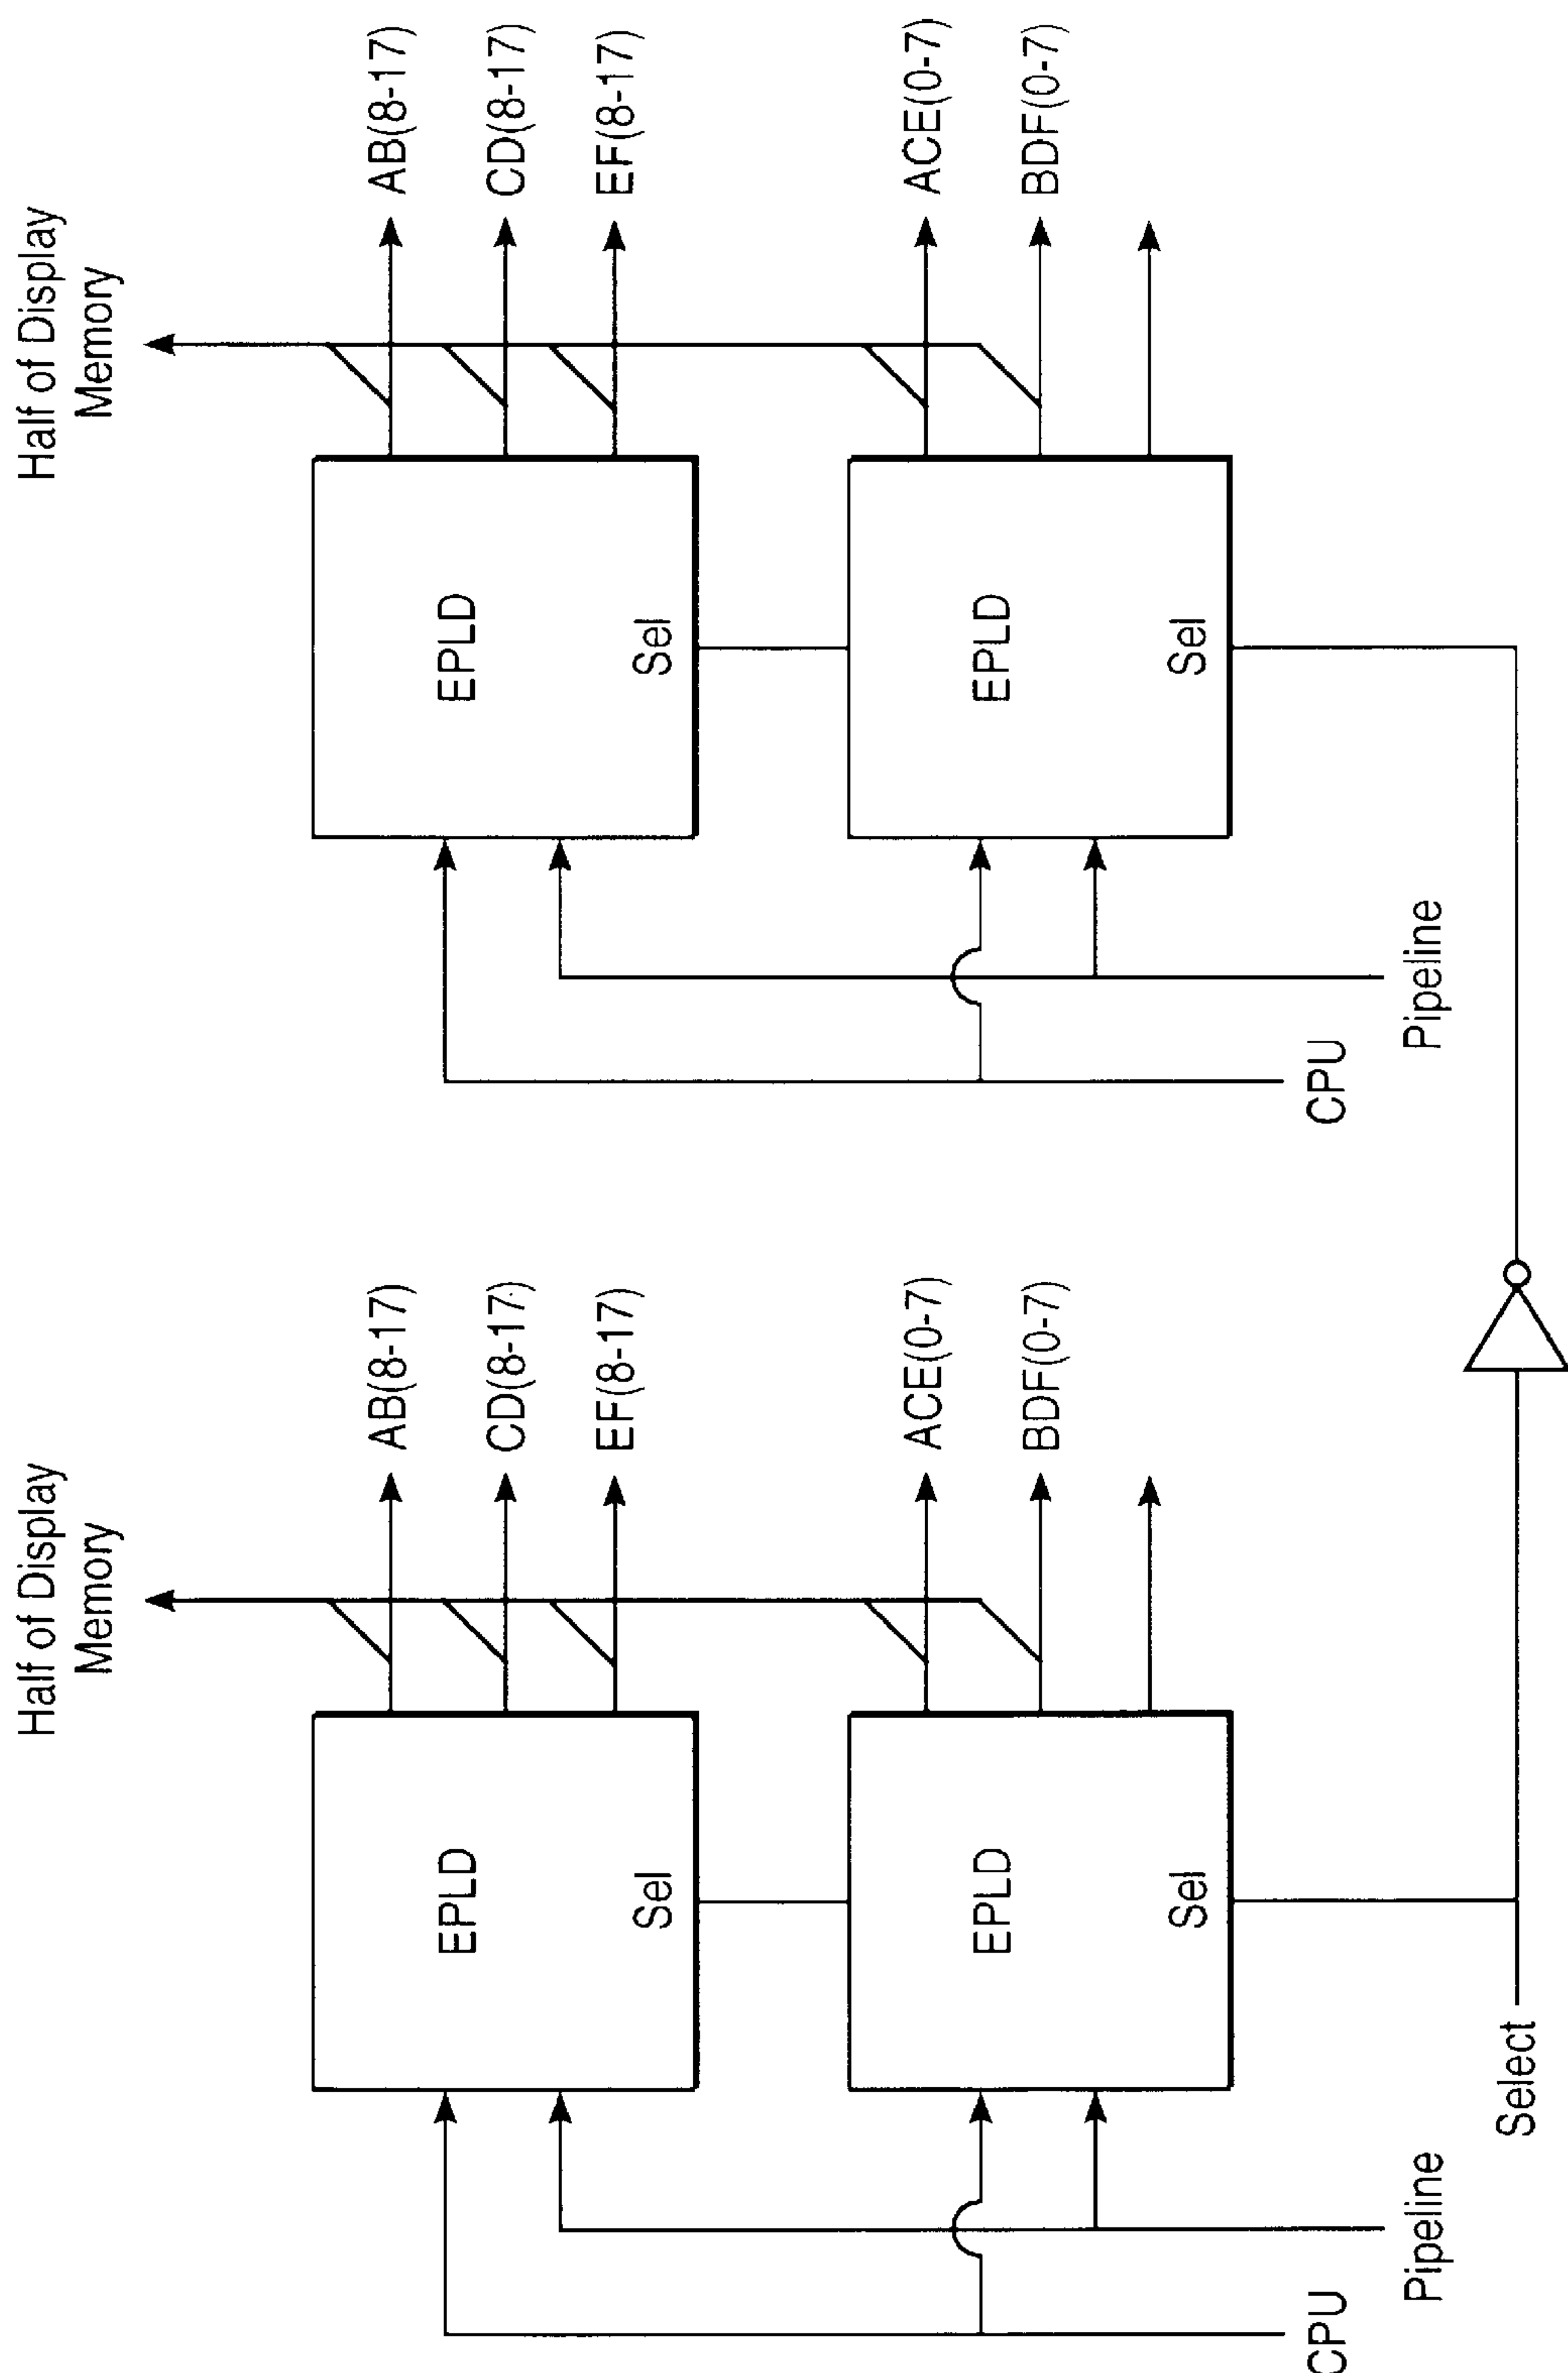 Half of Display
Memory
AB(8-17)
CD(8-17)
EF(8-17)
EPLD
Sel
ACE(0-7)
BDF(0-7)
EPLD
Sel
CPU
Pipeline
Select
Half of Display
Memory
AB(8-17)
CD(8-17)
EF(8-17)
EPLD
Sel
ACE(0-7)
BDF(0-7)
EPLD
Sel
CPU
Pipeline